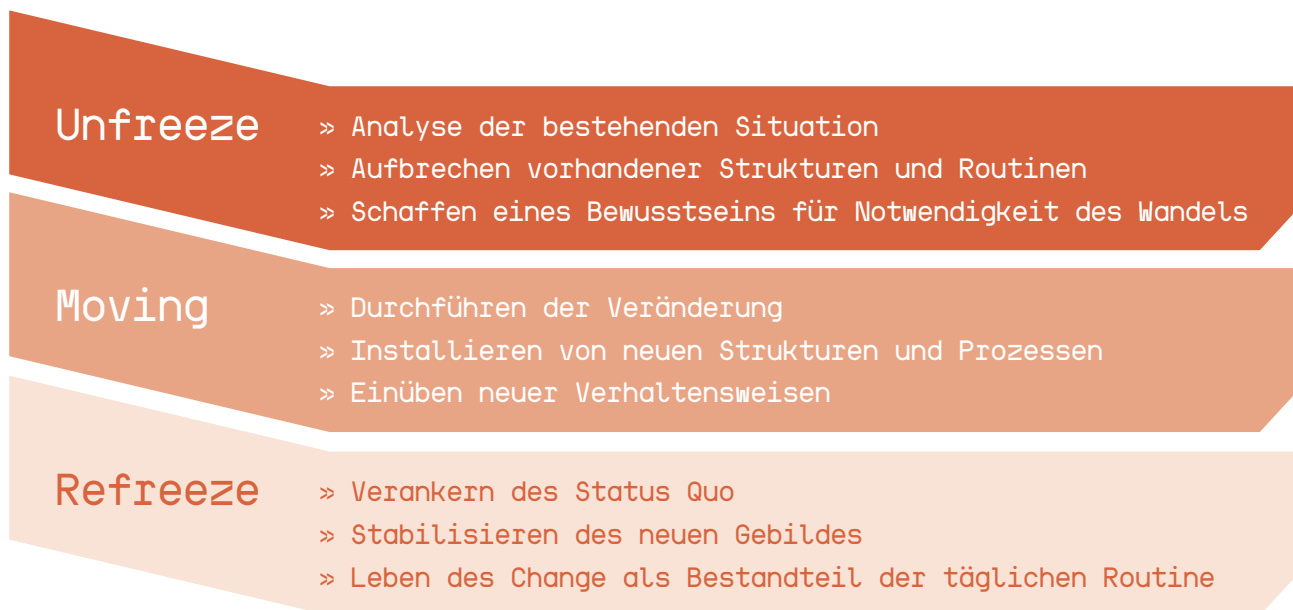 Unfreeze
» Analyse der bestehenden Situation
» Aufbrechen vorhandener Strukturen und Routinen
» Schaffen eines Bewusstseins für Notwendigkeit des Wandels
Moving
» Durchführen der Veränderung
» Installieren von neuen Strukturen und Prozessen
» Einüben neuer Verhaltensweisen
Refreeze
» Verankern des Status Quo
» Stabilisieren des neuen Gebildes
» Leben des Change als Bestandteil der täglichen Routine